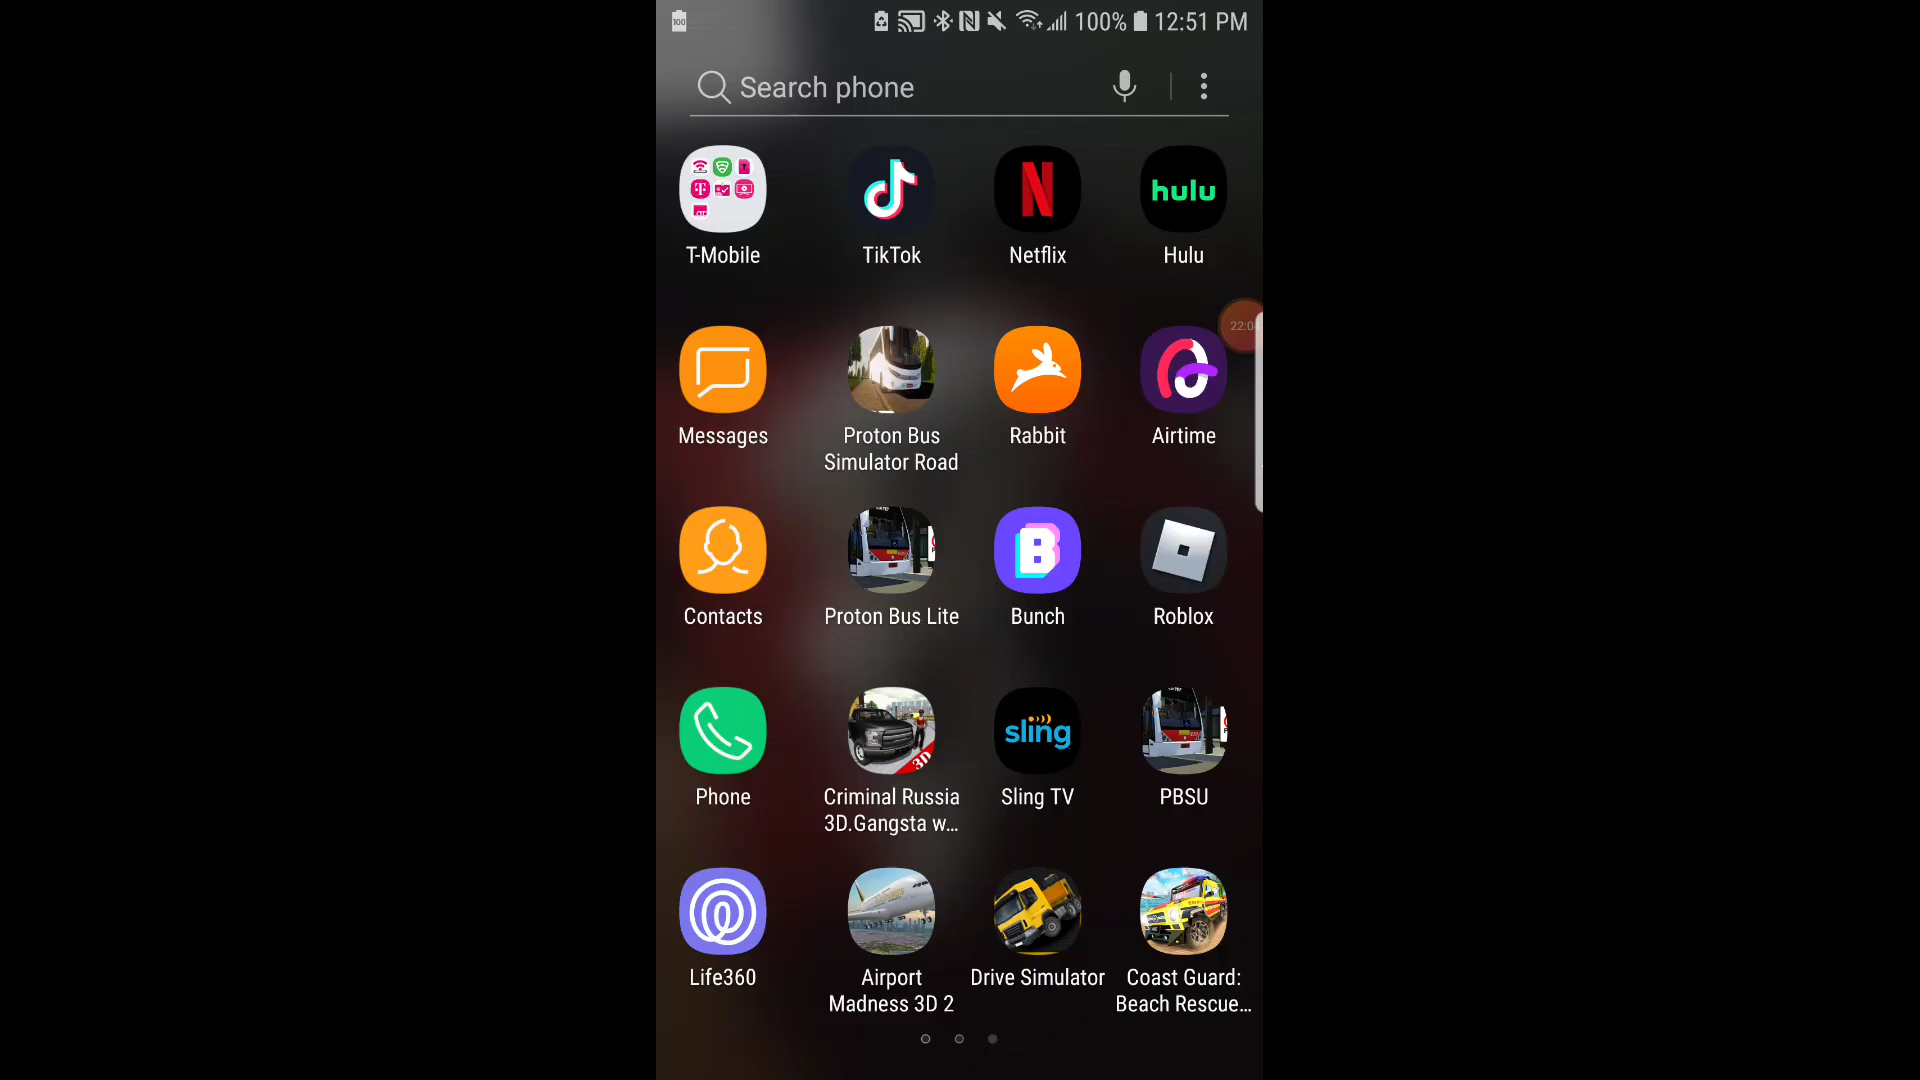 100
100% 12:51 PM
Search phone
hulu
T-Mobile
TikTok
Netflix
Hulu
Messages
Proton Bus
Simulator Road
Rabbit
Airtime
B
Contacts
Proton Bus Lite
Bunch
Roblox
3D
sling
Phone
Criminal Russia
3D.Gangsta w...
Sling TV
PBSU
Life360
Airport
Madness 3D 2
Drive Simulator
Coast Guard:
Beach Rescue...